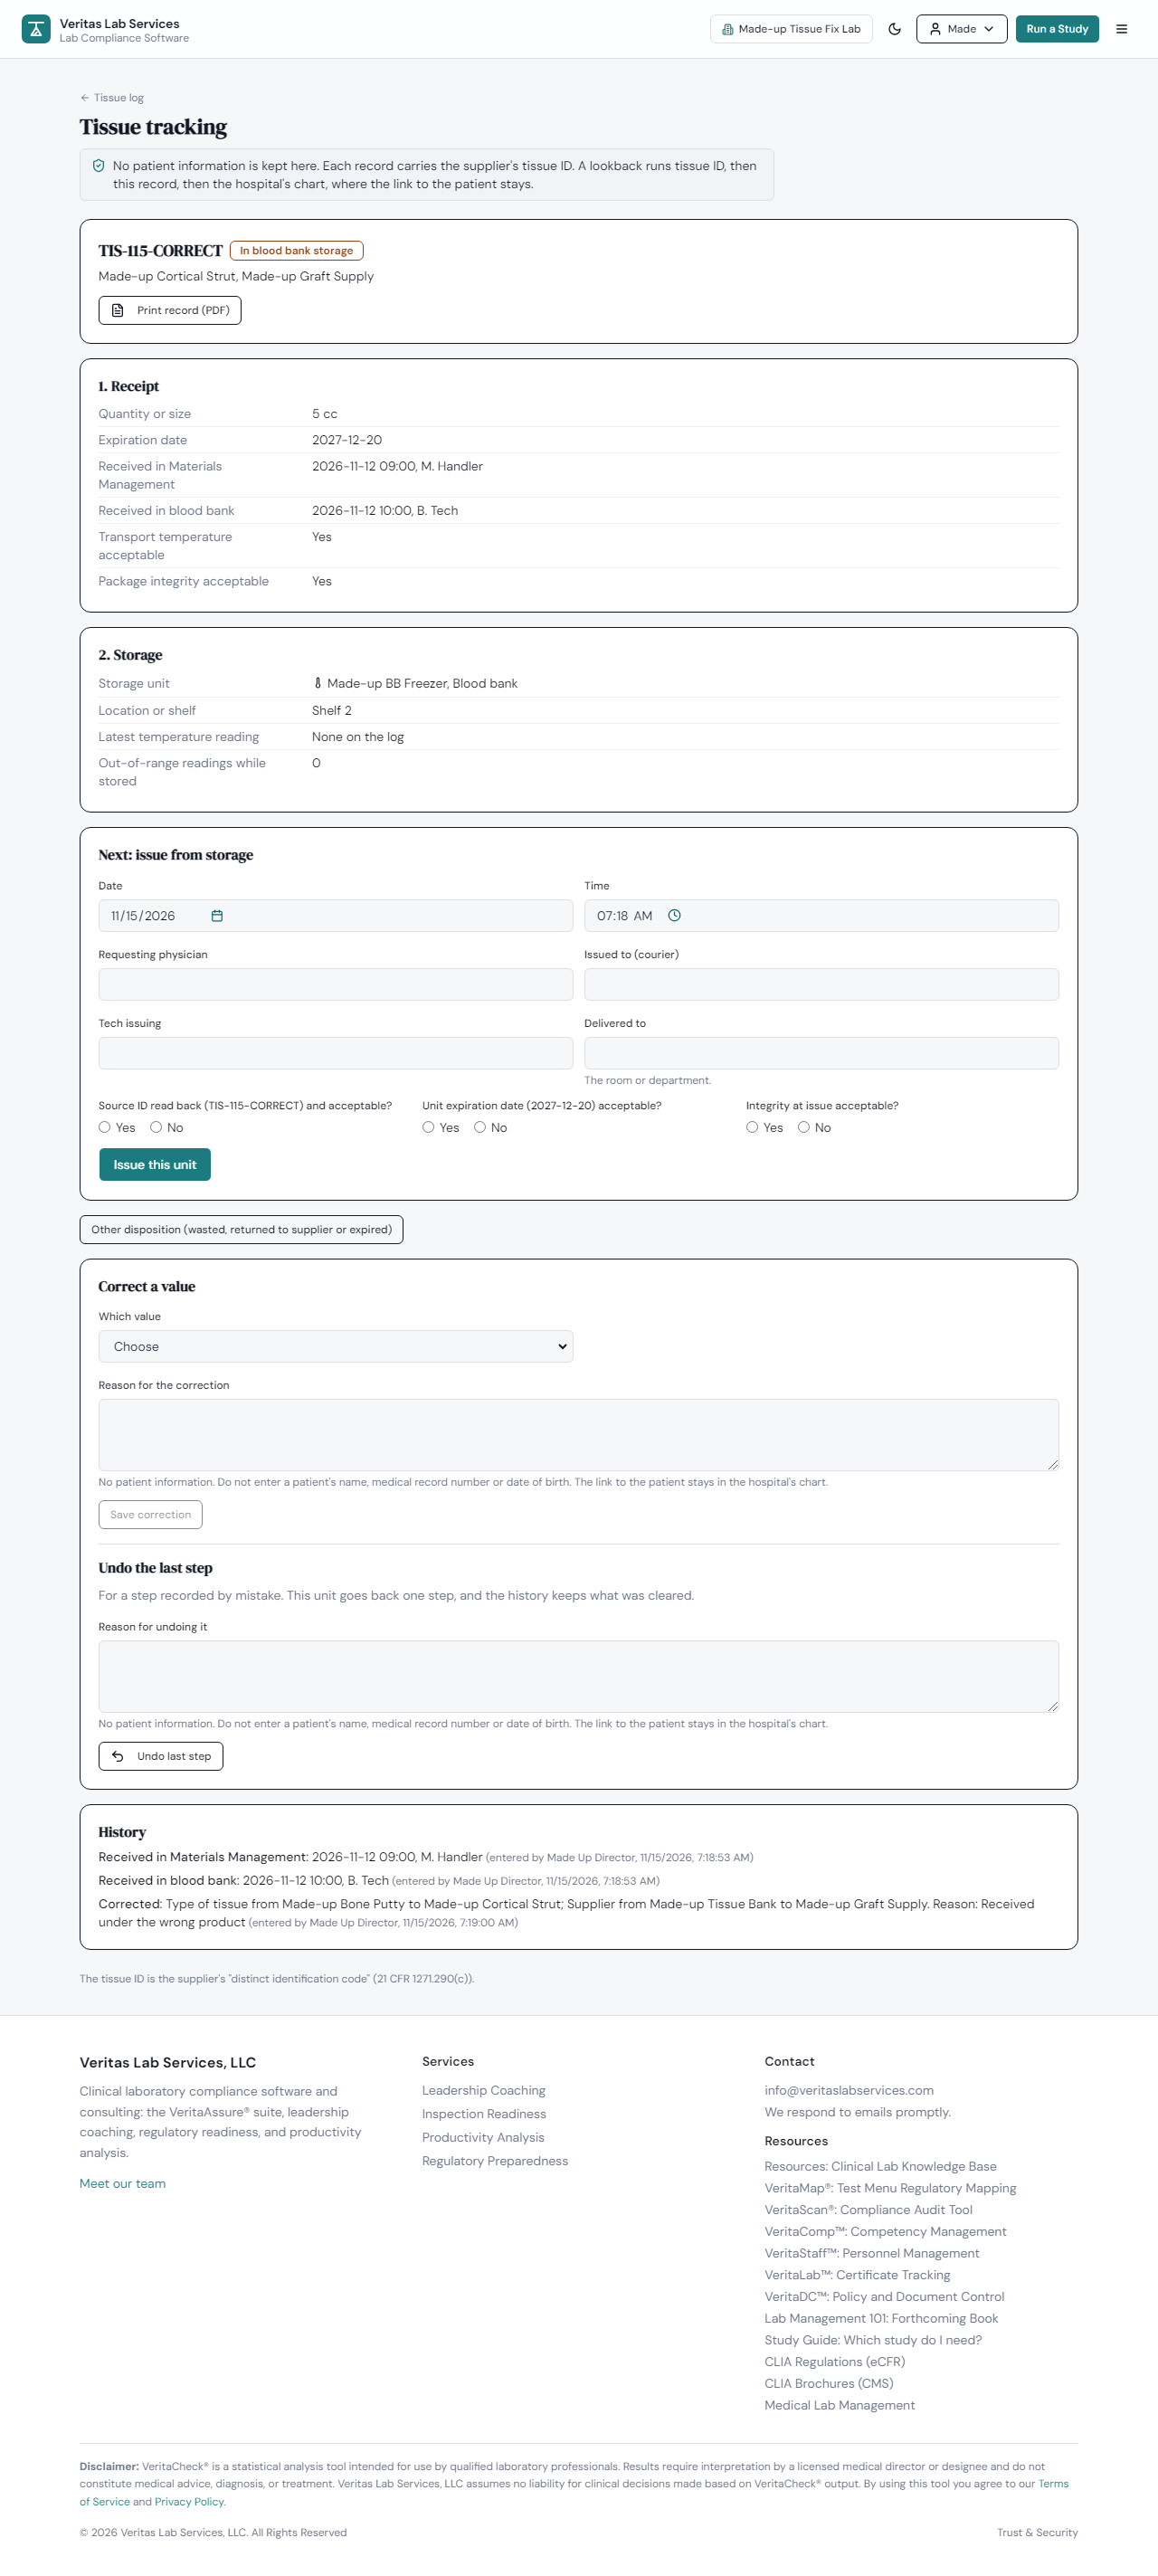 Veritas Lab Services
Lab Compliance Software
Made-up Tissue Fix Lab
Made
Run a Study
Tissue log
Tissue tracking
No patient information is kept here. Each record carries the supplier's tissue ID. A lookback runs tissue ID, then
this record, then the hospital's chart, where the link to the patient stays.
TIS-115-CORRECT
In blood bank storage
Made-up Cortical Strut, Made-up Graft Supply
Print record (PDF)
1. Receipt
Quantity or size
5 cc
Expiration date
2027-12-20
Received in Materials
Management
2026-11-12 09:00, M. Handler
Received in blood bank
2026-11-12 10:00, B. Tech
Transport temperature
acceptable
Yes
Package integrity acceptable
Yes
2. Storage
Storage unit
Made-up BB Freezer, Blood bank
Location or shelf
Shelf 2
Latest temperature reading
None on the log
Out-of-range readings while
stored
0
Next: issue from storage
Date
Time
11/15/2026
07:18 AM
Requesting physician
Issued to (courier)
Tech issuing
Delivered to
The room or department.
Source ID read back (TIS-115-CORRECT) and acceptable?
Yes
No
Unit expiration date (2027-12-20) acceptable?
Yes
No
Integrity at issue acceptable?
Yes
No
Issue this unit
Other disposition (wasted, returned to supplier or expired)
Correct a value
Which value
Choose
Reason for the correction
No patient information. Do not enter a patient's name, medical record number or date of birth. The link to the patient stays in the hospital's chart.
Save correction
Undo the last step
For a step recorded by mistake. This unit goes back one step, and the history keeps what was cleared.
Reason for undoing it
No patient information. Do not enter a patient's name, medical record number or date of birth. The link to the patient stays in the hospital's chart.
Undo last step
History
Received in Materials Management: 2026-11-12 09:00, M. Handler (entered by Made Up Director, 11/15/2026, 7:18:53 AM)
Received in blood bank: 2026-11-12 10:00, B. Tech (entered by Made Up Director, 11/15/2026, 7:18:53 AM)
Corrected: Type of tissue from Made-up Bone Putty to Made-up Cortical Strut; Supplier from Made-up Tissue Bank to Made-up Graft Supply. Reason: Received
under the wrong product (entered by Made Up Director, 11/15/2026, 7:19:00 AM)
The tissue ID is the supplier's "distinct identification code" (21 CFR 1271.290(c)).
Veritas Lab Services, LLC
Clinical laboratory compliance software and
consulting: the VeritaAssure® suite, leadership
coaching, regulatory readiness, and productivity
analysis.
Meet our team
Services
Leadership Coaching
Inspection Readiness
Productivity Analysis
Regulatory Preparedness
Contact
info@veritaslabservices.com
We respond to emails promptly.
Resources
Resources: Clinical Lab Knowledge Base
VeritaMap®: Test Menu Regulatory Mapping
VeritaScan®: Compliance Audit Tool
VeritaComp™: Competency Management
VeritaStaff™: Personnel Management
VeritaLab™: Certificate Tracking
VeritaDC™: Policy and Document Control
Lab Management 101: Forthcoming Book
Study Guide: Which study do I need?
CLIA Regulations (eCFR)
CLIA Brochures (CMS)
Medical Lab Management
Disclaimer: VeritaCheck® is a statistical analysis tool intended for use by qualified laboratory professionals. Results require interpretation by a licensed medical director or designee and do not
constitute medical advice, diagnosis, or treatment. Veritas Lab Services, LLC assumes no liability for clinical decisions made based on VeritaCheck® output. By using this tool you agree to our Terms
of Service and Privacy Policy.
© 2026 Veritas Lab Services, LLC. All Rights Reserved
Trust & Security